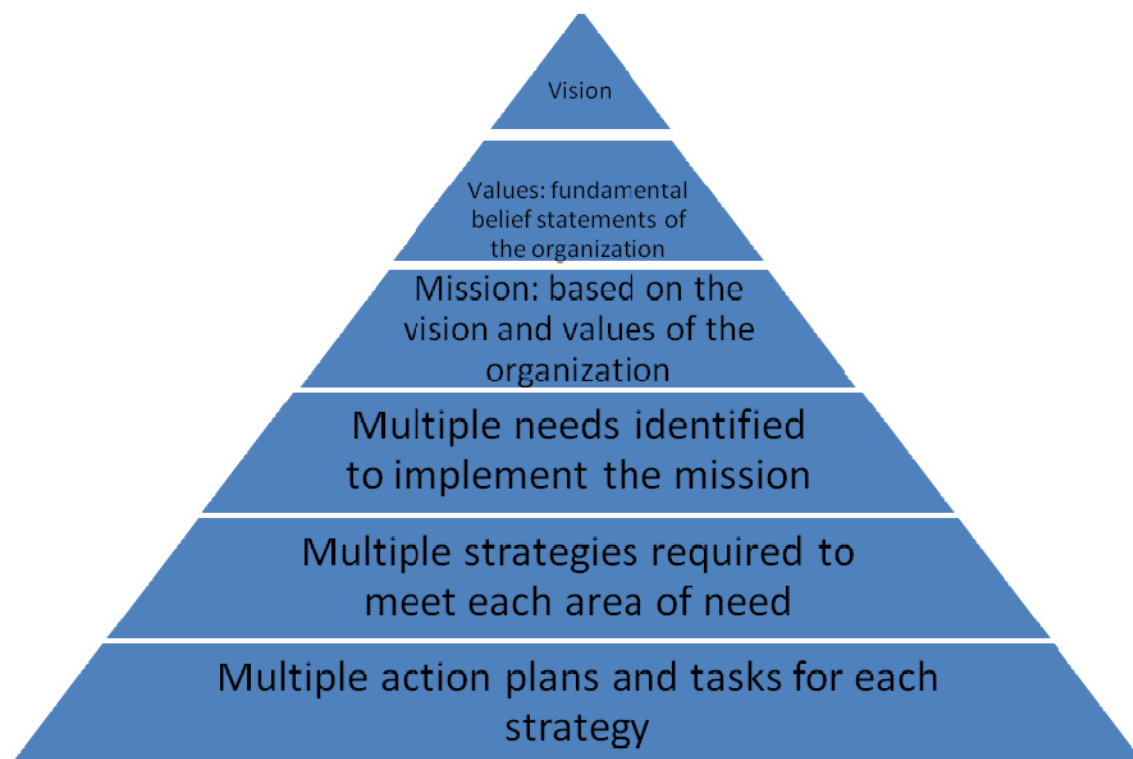 Vision
Values: fundamental
belief statements of
the organization
Mission: based on the
vision and values of the
organization
Multiple needs identified
to implement the mission
Multiple strategies required to
meet each area of need
Multiple action plans and tasks for each
strategy